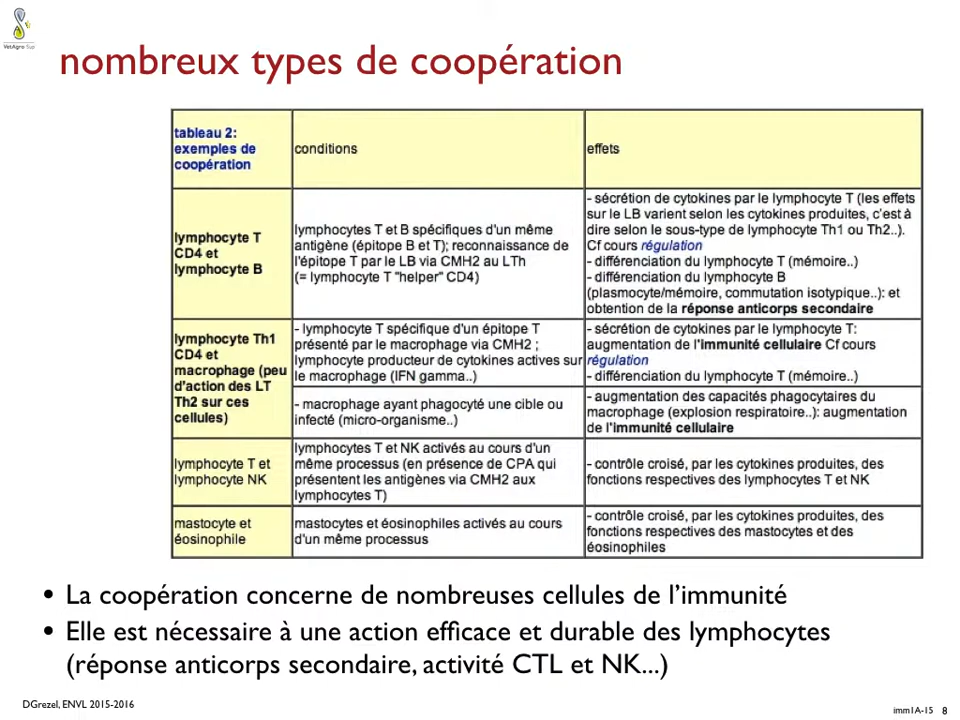 VetAgro Sup
nombreux types de coopération
tableau 2:
exemples de
coopération
conditions
effets
lymphocyte T
CD4 et
lymphocyte B
lymphocytes T et B spécifiques d'un même
antigène (épitope B et T); reconnaissance de
l'épitope T par le LB via CMH2 au LTh
(= lymphocyte T "helper" CD4)
- sécrétion de cytokines par le lymphocyte T (les effets
sur le LB varient selon les cytokines produites, c'est à
dire selon le sous-type de lymphocyte Th1 ou Th2..).
Cf cours régulation
- différenciation du lymphocyte T (mémoire..)
- différenciation du lymphocyte B
(plasmocyte/mémoire, commutation isotypique..): et
obtention de la réponse anticorps secondaire
lymphocyte Th1
CD4 et
macrophage (peu
d'action des LT
Th2 sur ces
cellules)
- lymphocyte T spécifique d'un épitope T
présenté par le macrophage via CMH2 ;
lymphocyte producteur de cytokines actives sur
le macrophage (IFN gamma..)
- sécrétion de cytokines par le lymphocyte T:
augmentation de l'immunité cellulaire Cf cours
régulation
- différenciation du lymphocyte T (mémoire..)
- macrophage ayant phagocyté une cible ou
infecté (micro-organisme..)
- augmentation des capacités phagocytaires du
macrophage (explosion respiratoire..): augmentation
de l'immunité cellulaire
lymphocyte T et
lymphocyte NK
lymphocytes T et NK activés au cours d'un
même processus (en présence de CPA qui
présentent les antigènes via CMH2 aux
lymphocytes T)
- contrôle croisé, par les cytokines produites, des
fonctions respectives des lymphocytes T et NK
mastocyte et
éosinophile
mastocytes et éosinophiles activés au cours
d'un même processus
- contrôle croisé, par les cytokines produites, des
fonctions respectives des mastocytes et des
éosinophiles
• La coopération concerne de nombreuses cellules de l'immunité
• Elle est nécessaire à une action efficace et durable des lymphocytes
(réponse anticorps secondaire, activité CTL et NK...)
DGrezel, ENVL 2015-2016
imm1A-15 8